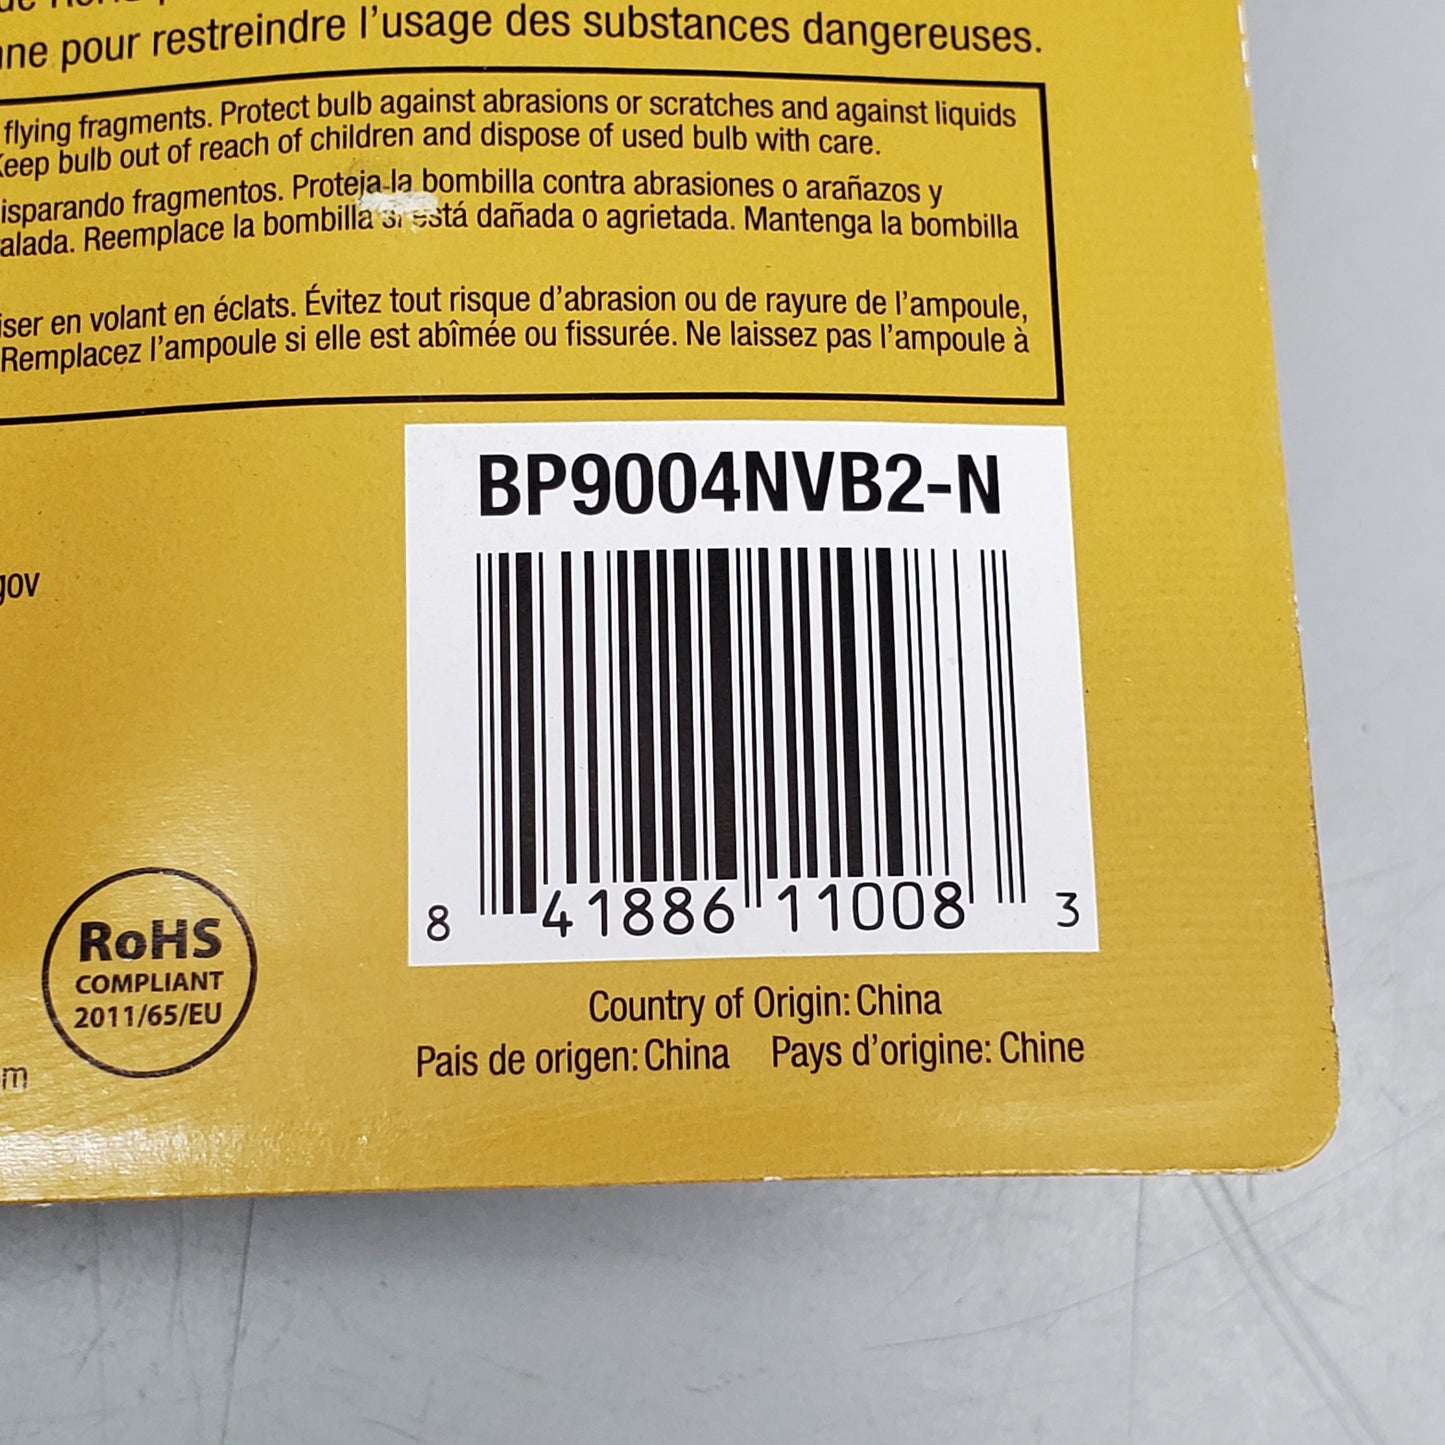 pour restreindre l'usage des substances dangereuses.
flying fragments. Protect bulb against abrasions or scratches and against liquids
Keep bulb out of reach of children and dispose of used bulb with care.
isparando fragmentos. Proteja-la bombilla contra abrasiones o arañazos y
alada. Reemplace la bombilla si está dañada o agrietada. Mantenga la bombilla
iser en volant en éclats. Évitez tout risque d'abrasion ou de rayure de l'ampoule,
Remplacez l'ampoule si elle est abîmée ou fissurée. Ne laissez pas l'ampoule à
BP9004NVB2-N
gov
8 41886 11008 3
RoHS
COMPLIANT
2011/65/EU
m
Country of Origin: China
Pais de origen: China Pays d'origine: Chine